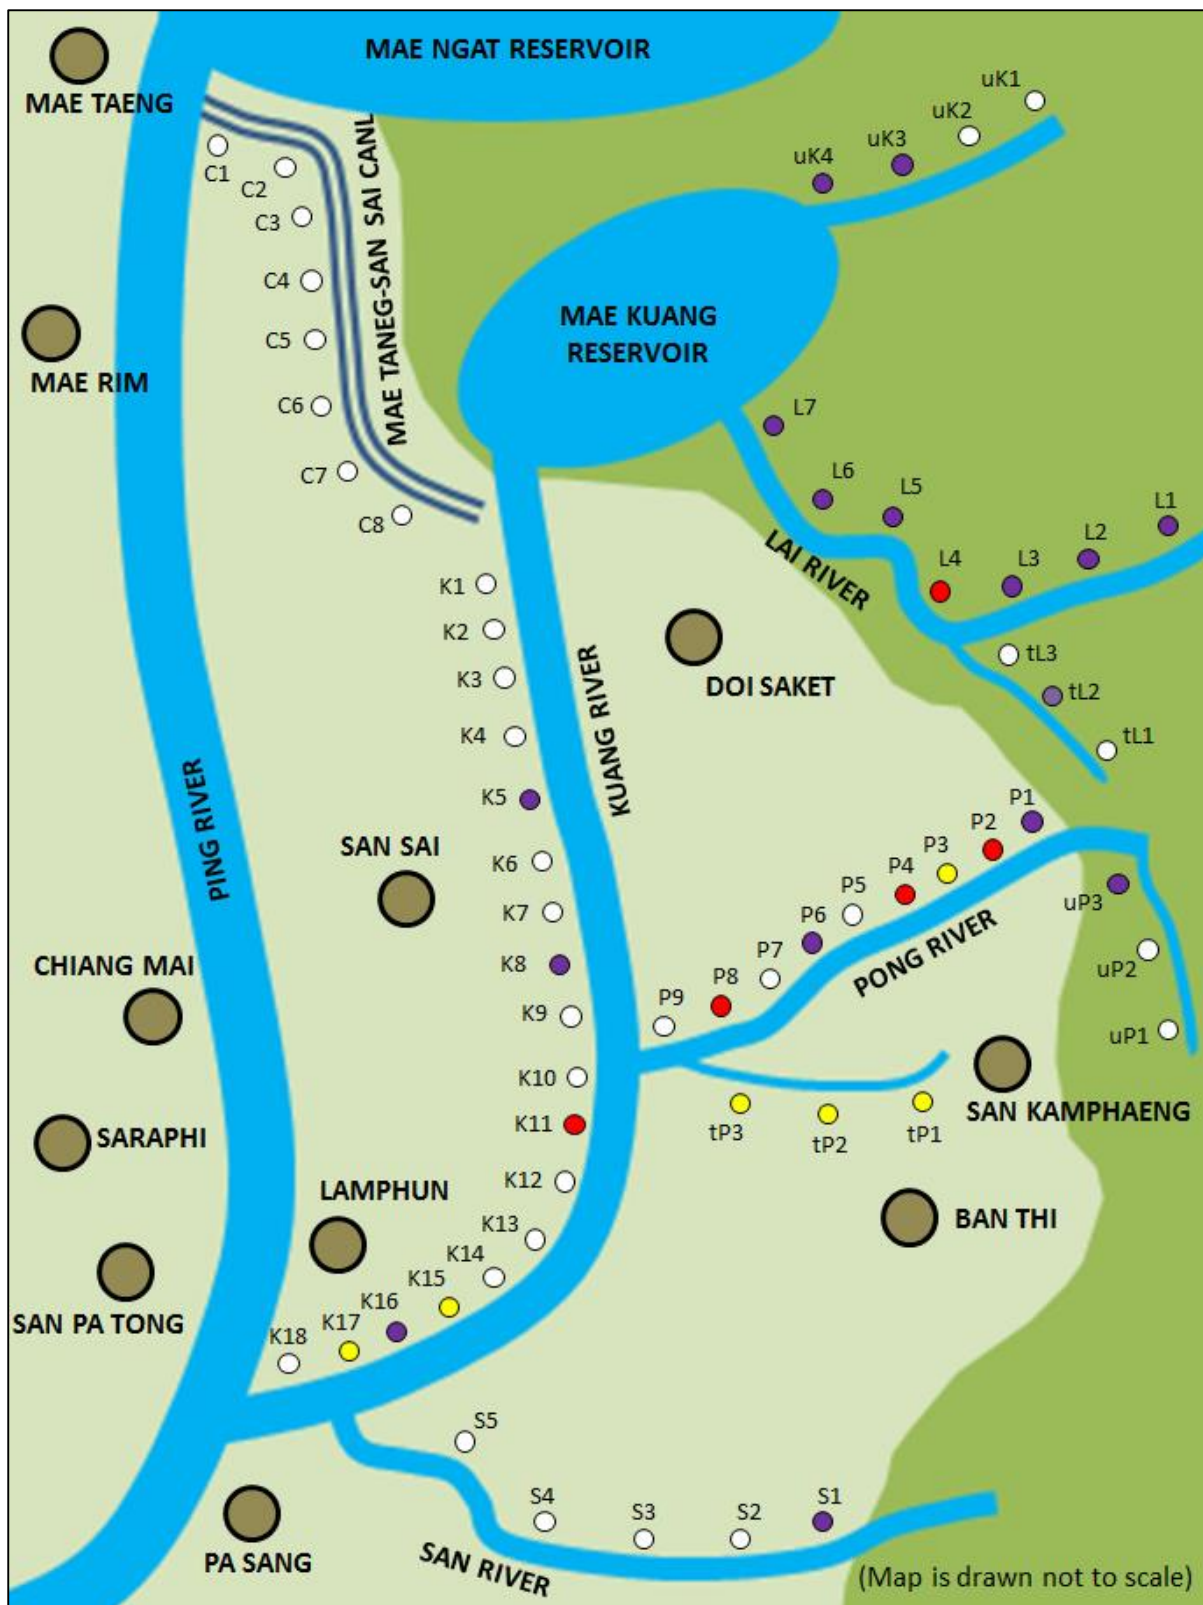 MAE NGAT RESERVOIR
MAE TAENG
uK1
uK2
uK3
uK4
C1
C2
C3
C4
C5
C6
C7
C8
MAE TANEG-SAN SAI CANL
MAE RIM
MAE KUANG
RESERVOIR
L7
L6
L5
L4
L3
L2
L1
LAI RIVER
tL3
tL2
tL1
K1
K2
K3
K4
K5
K6
K7
K8
K9
K10
K11
K12
K13
K14
K15
K16
K17
K18
KUANG RIVER
DOI SAKET
PING RIVER
SAN SAI
P1
P2
P3
P4
P5
P6
P7
P8
P9
PONG RIVER
uP3
uP2
uP1
CHIANG MAI
SAN KAMPHAENG
tP3
tP2
tP1
SARAPHI
LAMPHUN
BAN THI
SAN PA TONG
S5
S4
S3
S2
S1
SAN RIVER
PA SANG
(Map is drawn not to scale)